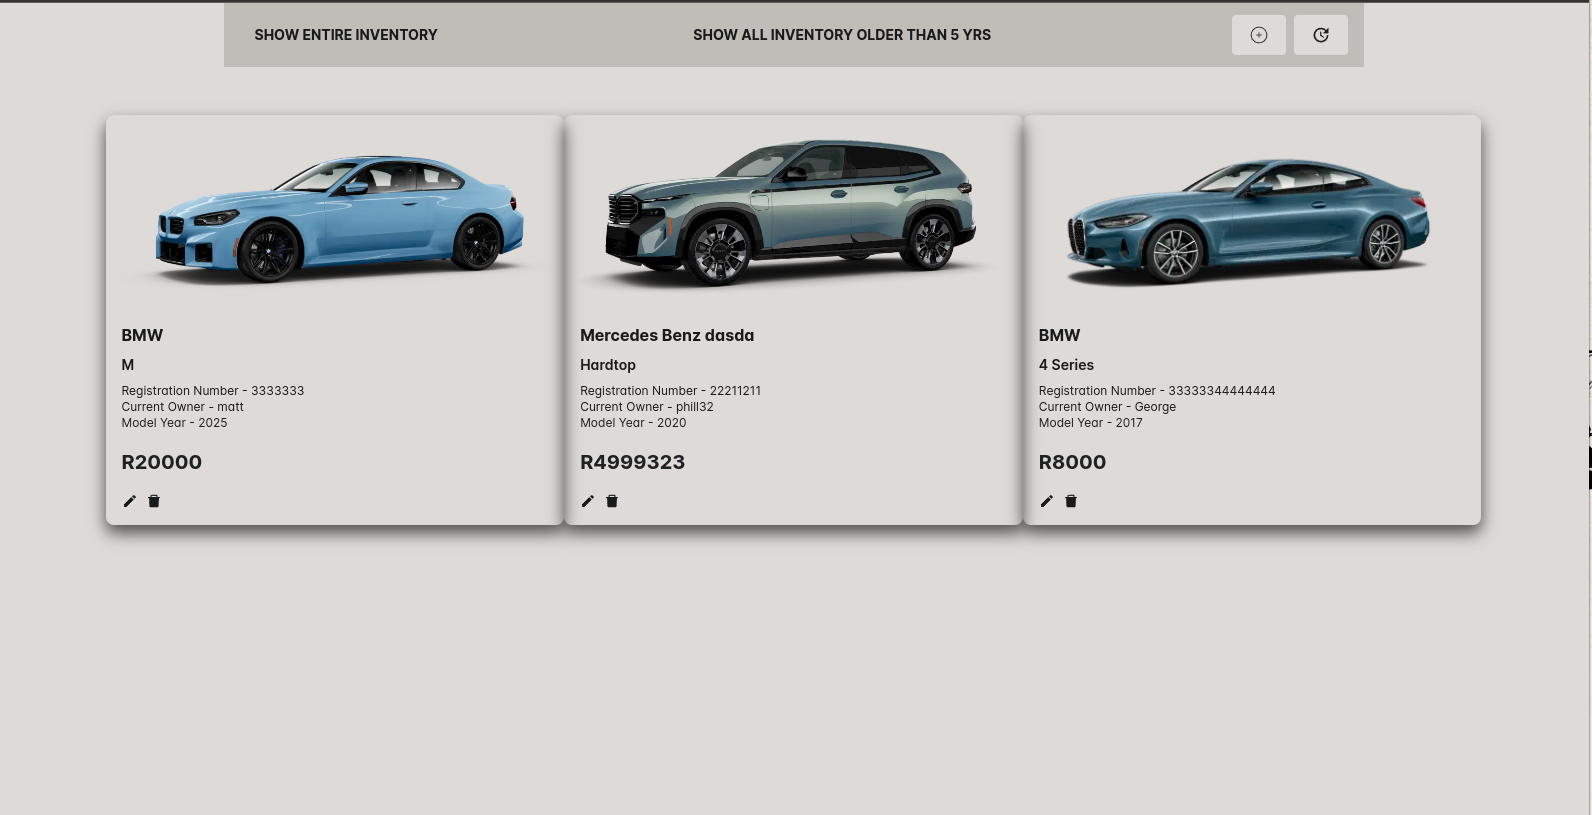 SHOW ENTIRE INVENTORY
SHOW ALL INVENTORY OLDER THAN 5 YRS
BMW
M
Registration Number - 3333333
Current Owner - matt
Model Year - 2025
R20000
Mercedes Benz dasda
Hardtop
Registration Number - 22211211
Current Owner - phill32
Model Year - 2020
R4999323
BMW
4 Series
Registration Number - 33333344444444
Current Owner - George
Model Year - 2017
R8000